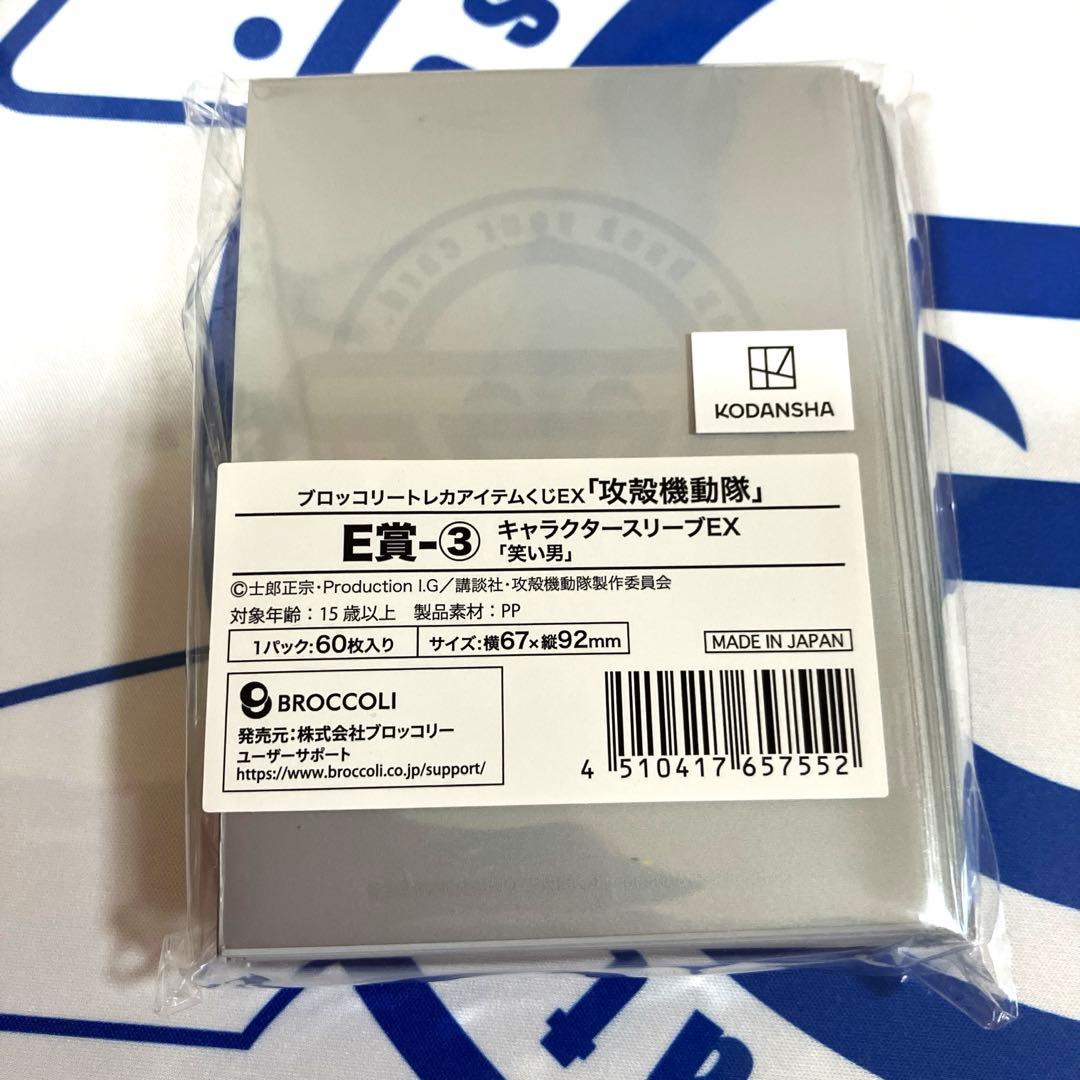 KODANSHA
ブロッコリートレカアイテムくじEX「攻殻機動隊」
E賞-③ キャラクタースリーブEX
「笑い男」
©士郎正宗・Production I.G／講談社・攻殻機動隊製作委員会
対象年齢：15歳以上　製品素材：PP
1パック：60枚入り サイズ：横67×縦92mm
MADE IN JAPAN
BROCCOLI
発売元：株式会社ブロッコリー
ユーザーサポート
https://www.broccoli.co.jp/support/
4 510417 657552